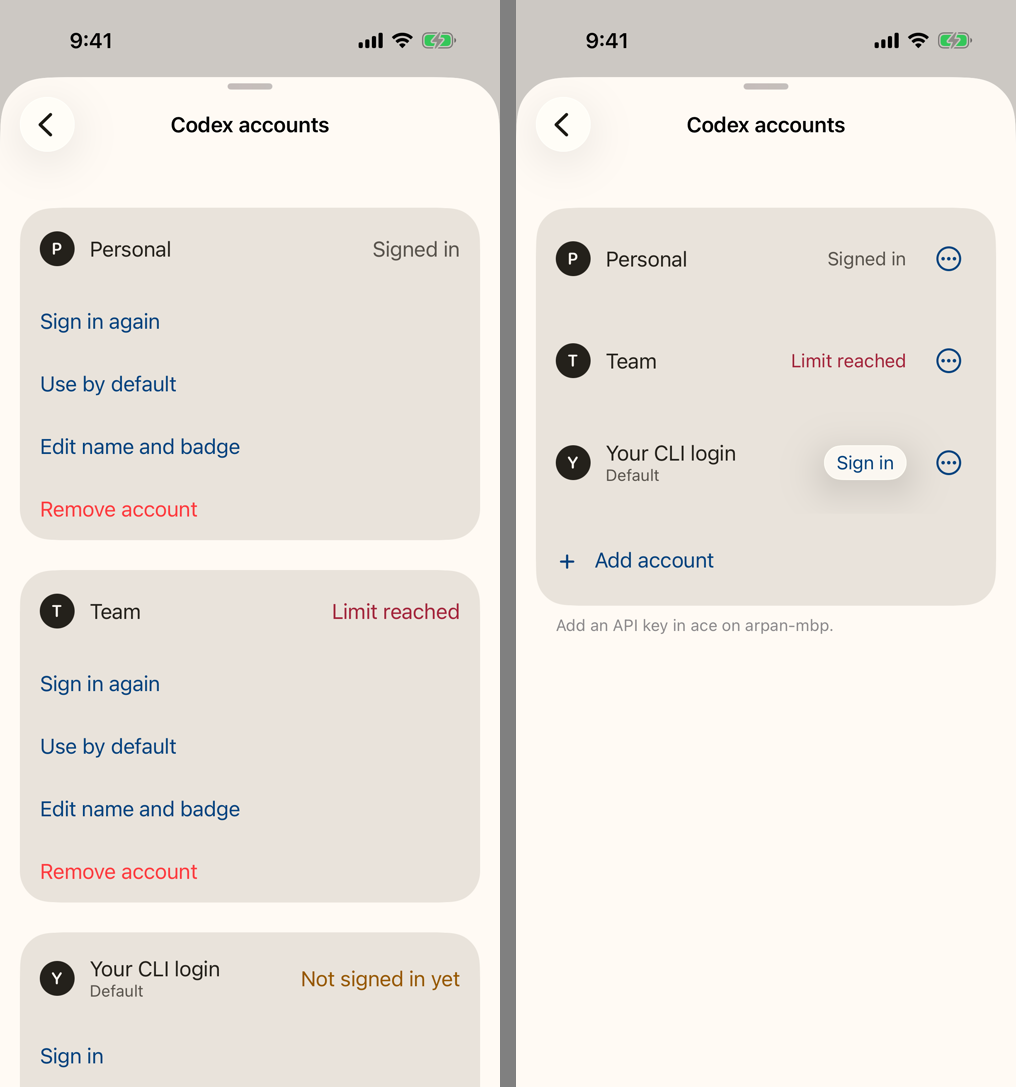 9:41
Codex accounts
P Personal Signed in
Sign in again
Use by default
Edit name and badge
Remove account
T Team Limit reached
Sign in again
Use by default
Edit name and badge
Remove account
Y Your CLI login Not signed in yet
Default
Sign in
9:41
Codex accounts
P Personal Signed in
T Team Limit reached
Y Your CLI login Sign in
Default
+ Add account
Add an API key in ace on arpan-mbp.